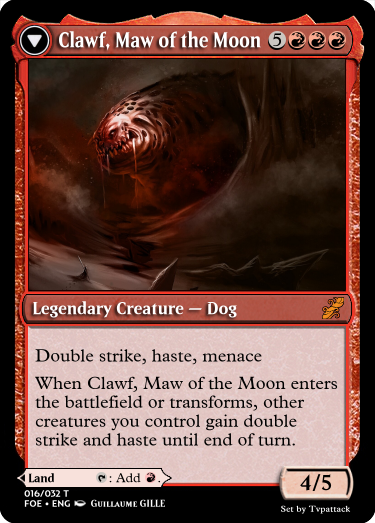 Clawf, Maw of the Moon 5
Legendary Creature — Dog
Double strike, haste, menace
When Clawf, Maw of the Moon enters
the battlefield or transforms, other
creatures you control gain double
strike and haste until end of turn.
Land : Add .
4/5
016/032 T
FOE • ENG Guillaume GILLE
Set by Tvpattack